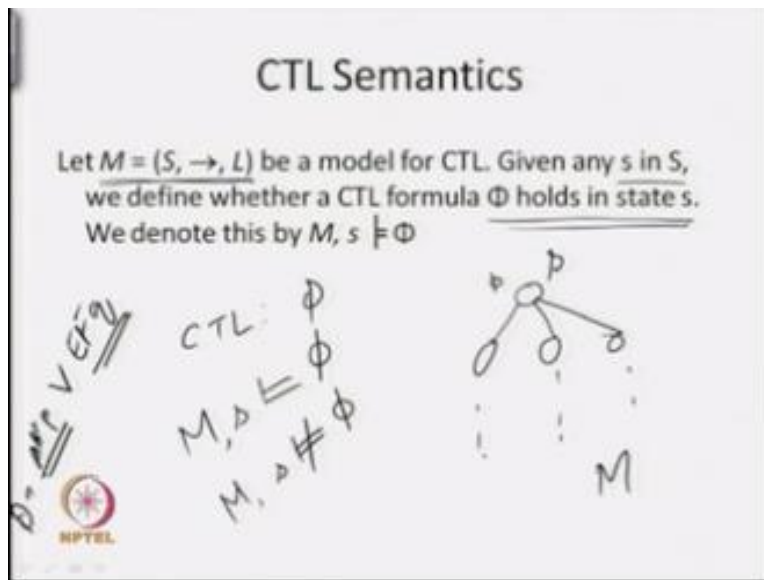 CTL Semantics
Let M = (S, →, L) be a model for CTL. Given any s in S,
we define whether a CTL formula Φ holds in state s.
We denote this by M, s ⊨ Φ
CTL: Φ
Φ
M, s ⊨ Φ
M, s ⊭ Φ
∨ EF q
p
M
NPTEL